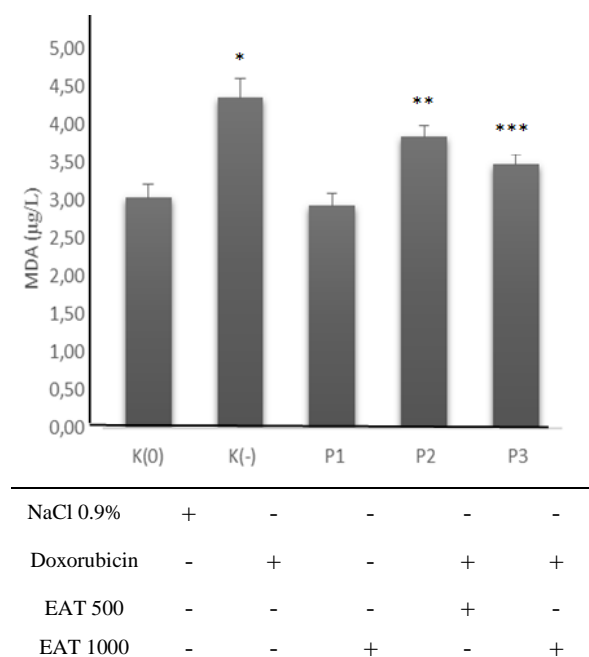 5,00
*
4,50
**
4,00
***
3,50
3,00
2,50
2,00
1,50
1,00
0,50
0,00
MDA (µg/L)
K(0) K(-) P1 P2 P3
NaCl 0.9% + - - - -
Doxorubicin - + - + +
EAT 500 - - - + -
EAT 1000 - - + - +